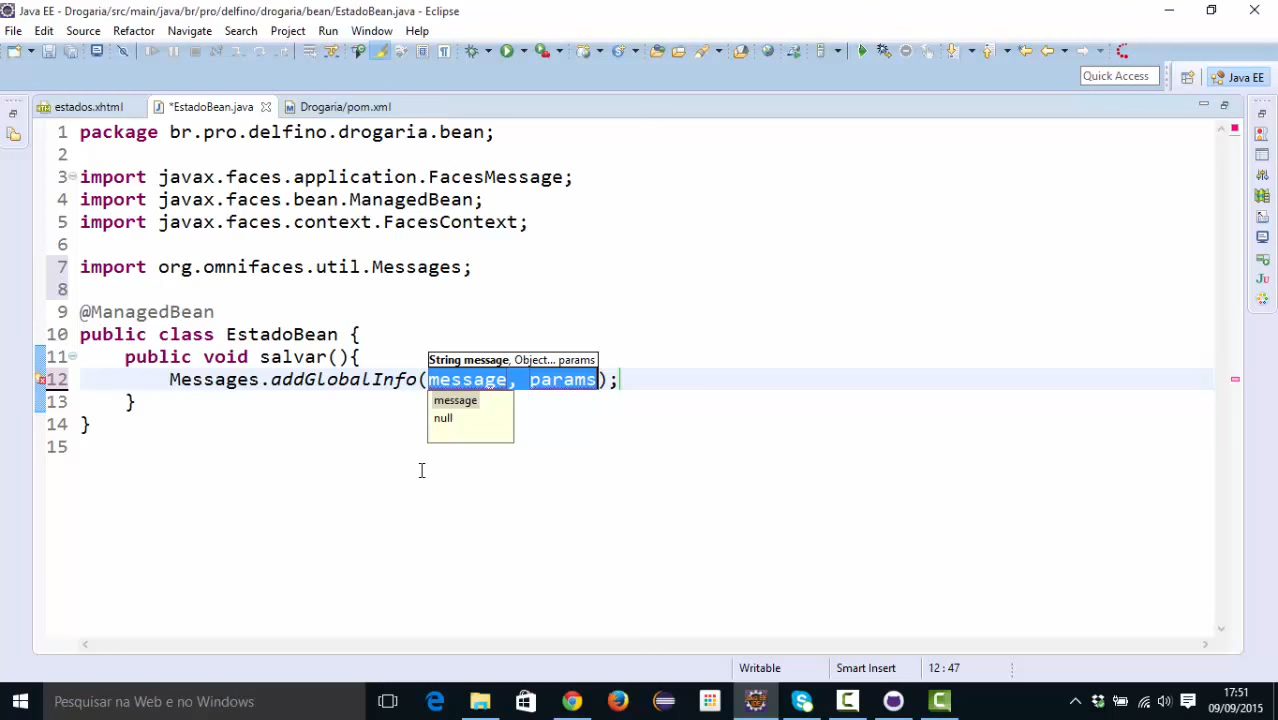 Java EE - Drogaria/src/main/java/br/pro/delfino/drogaria/bean/EstadoBean.java - Eclipse
File Edit Source Refactor Navigate Search Project Run Window Help
Quick Access
Java EE
estados.xhtml
*EstadoBean.java
Drogaria/pom.xml
1 package br.pro.delfino.drogaria.bean;
2
3 import javax.faces.application.FacesMessage;
4 import javax.faces.bean.ManagedBean;
5 import javax.faces.context.FacesContext;
6
7 import org.omnifaces.util.Messages;
8
9 @ManagedBean
10 public class EstadoBean {
11 public void salvar(){
String message, Object... params
12 Messages.addGlobalInfo(message, params);
message
13 }
null
14 }
15
Writable Smart Insert 12 : 47
Pesquisar na Web e no Windows
17:51
09/09/2015